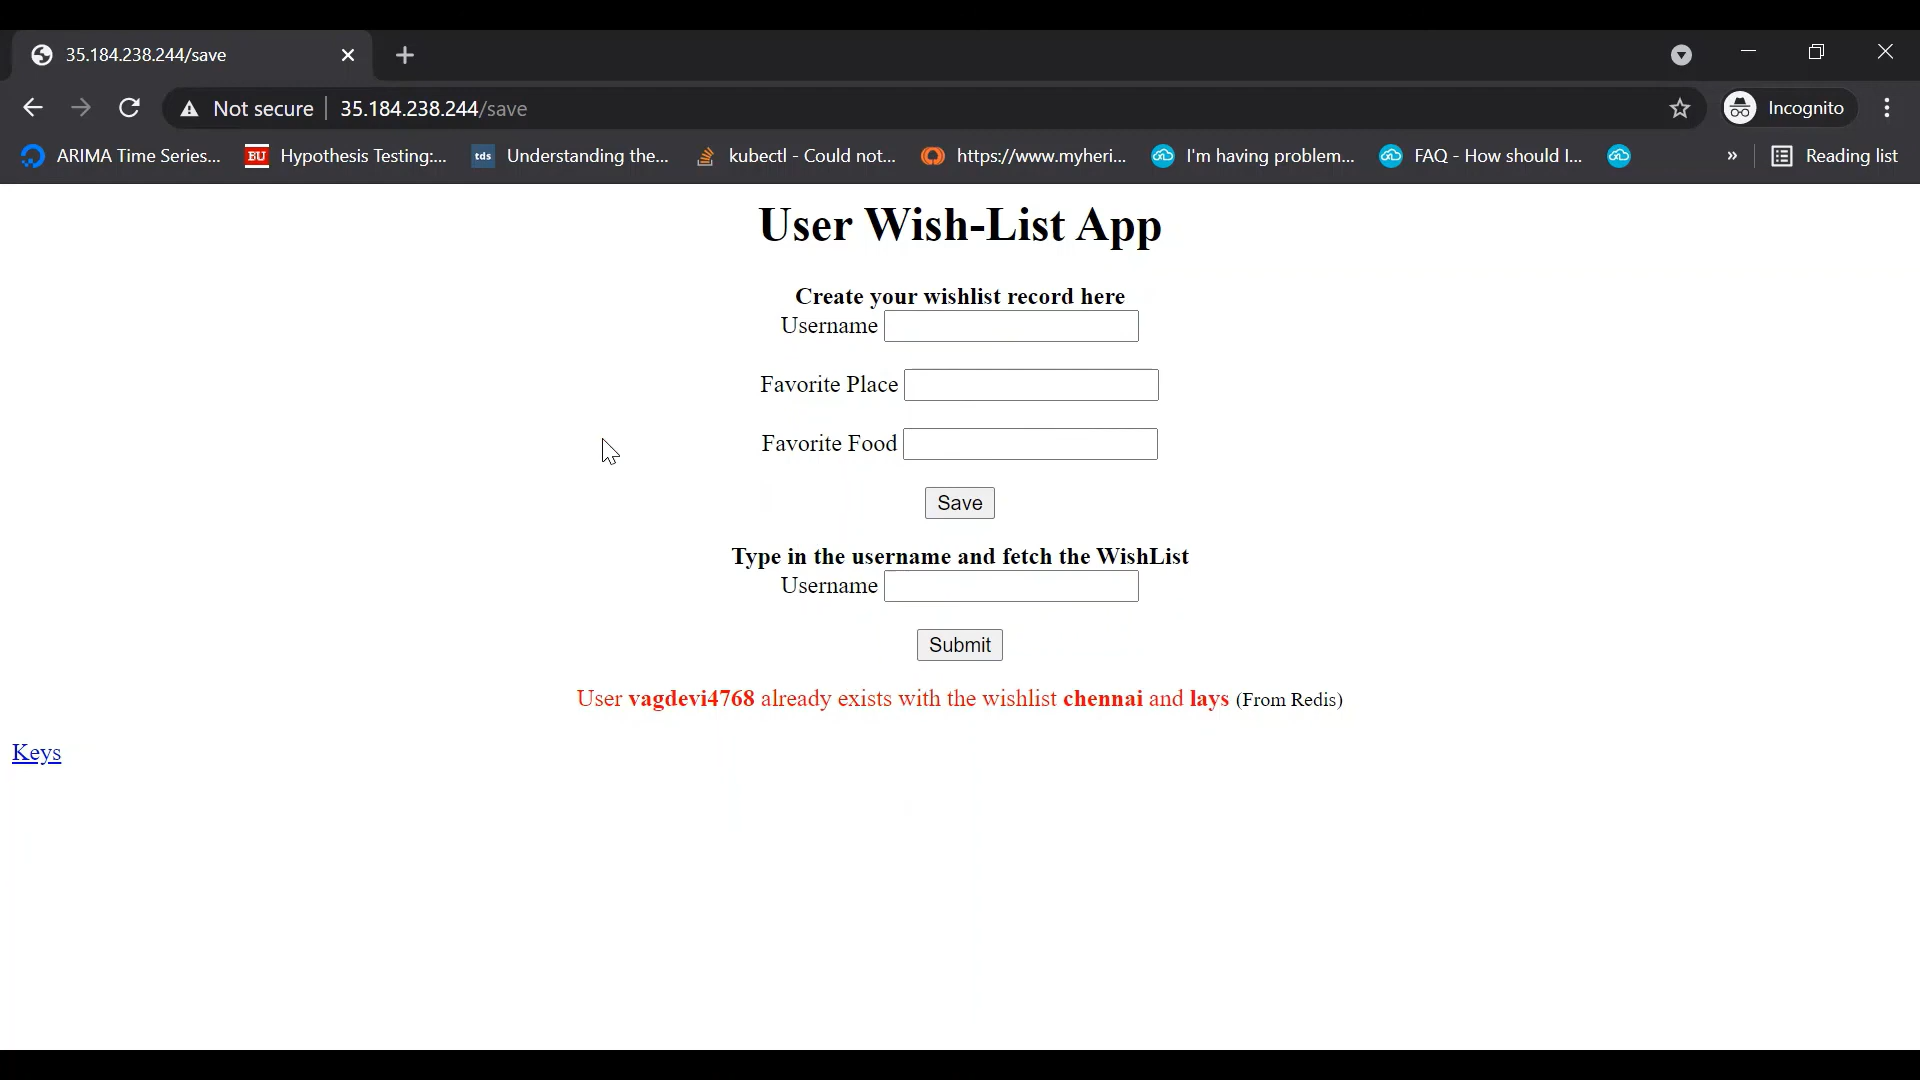 35.184.238.244/save
Not secure 35.184.238.244/save Incognito
ARIMA Time Series... BU Hypothesis Testing:... tds Understanding the... kubectl - Could not... https://www.myheri... I'm having problem... FAQ - How should I... » Reading list
User Wish-List App
Create your wishlist record here
Username
Favorite Place
Favorite Food
Save
Type in the username and fetch the WishList
Username
Submit
User vagdevi4768 already exists with the wishlist chennai and lays (From Redis)
Keys